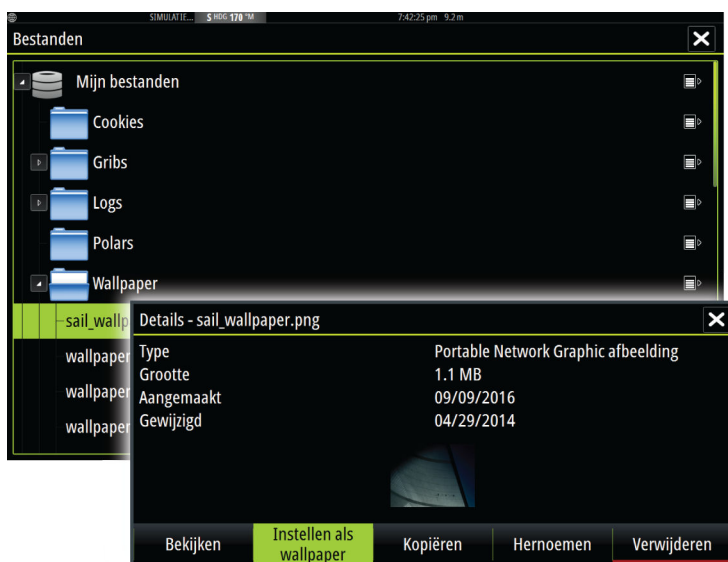 SIMULATIE... S HDG 170 °M 7:42:25 pm 9.2 m
Bestanden
Mijn bestanden
Cookies
Gribs
Logs
Polars
Wallpaper
sail_wallp
wallpaper
wallpaper
wallpaper
Details - sail_wallpaper.png
Type Portable Network Graphic afbeelding
Grootte 1.1 MB
Aangemaakt 09/09/2016
Gewijzigd 04/29/2014
Bekijken
Instellen als
wallpaper
Kopiëren
Hernoemen
Verwijderen